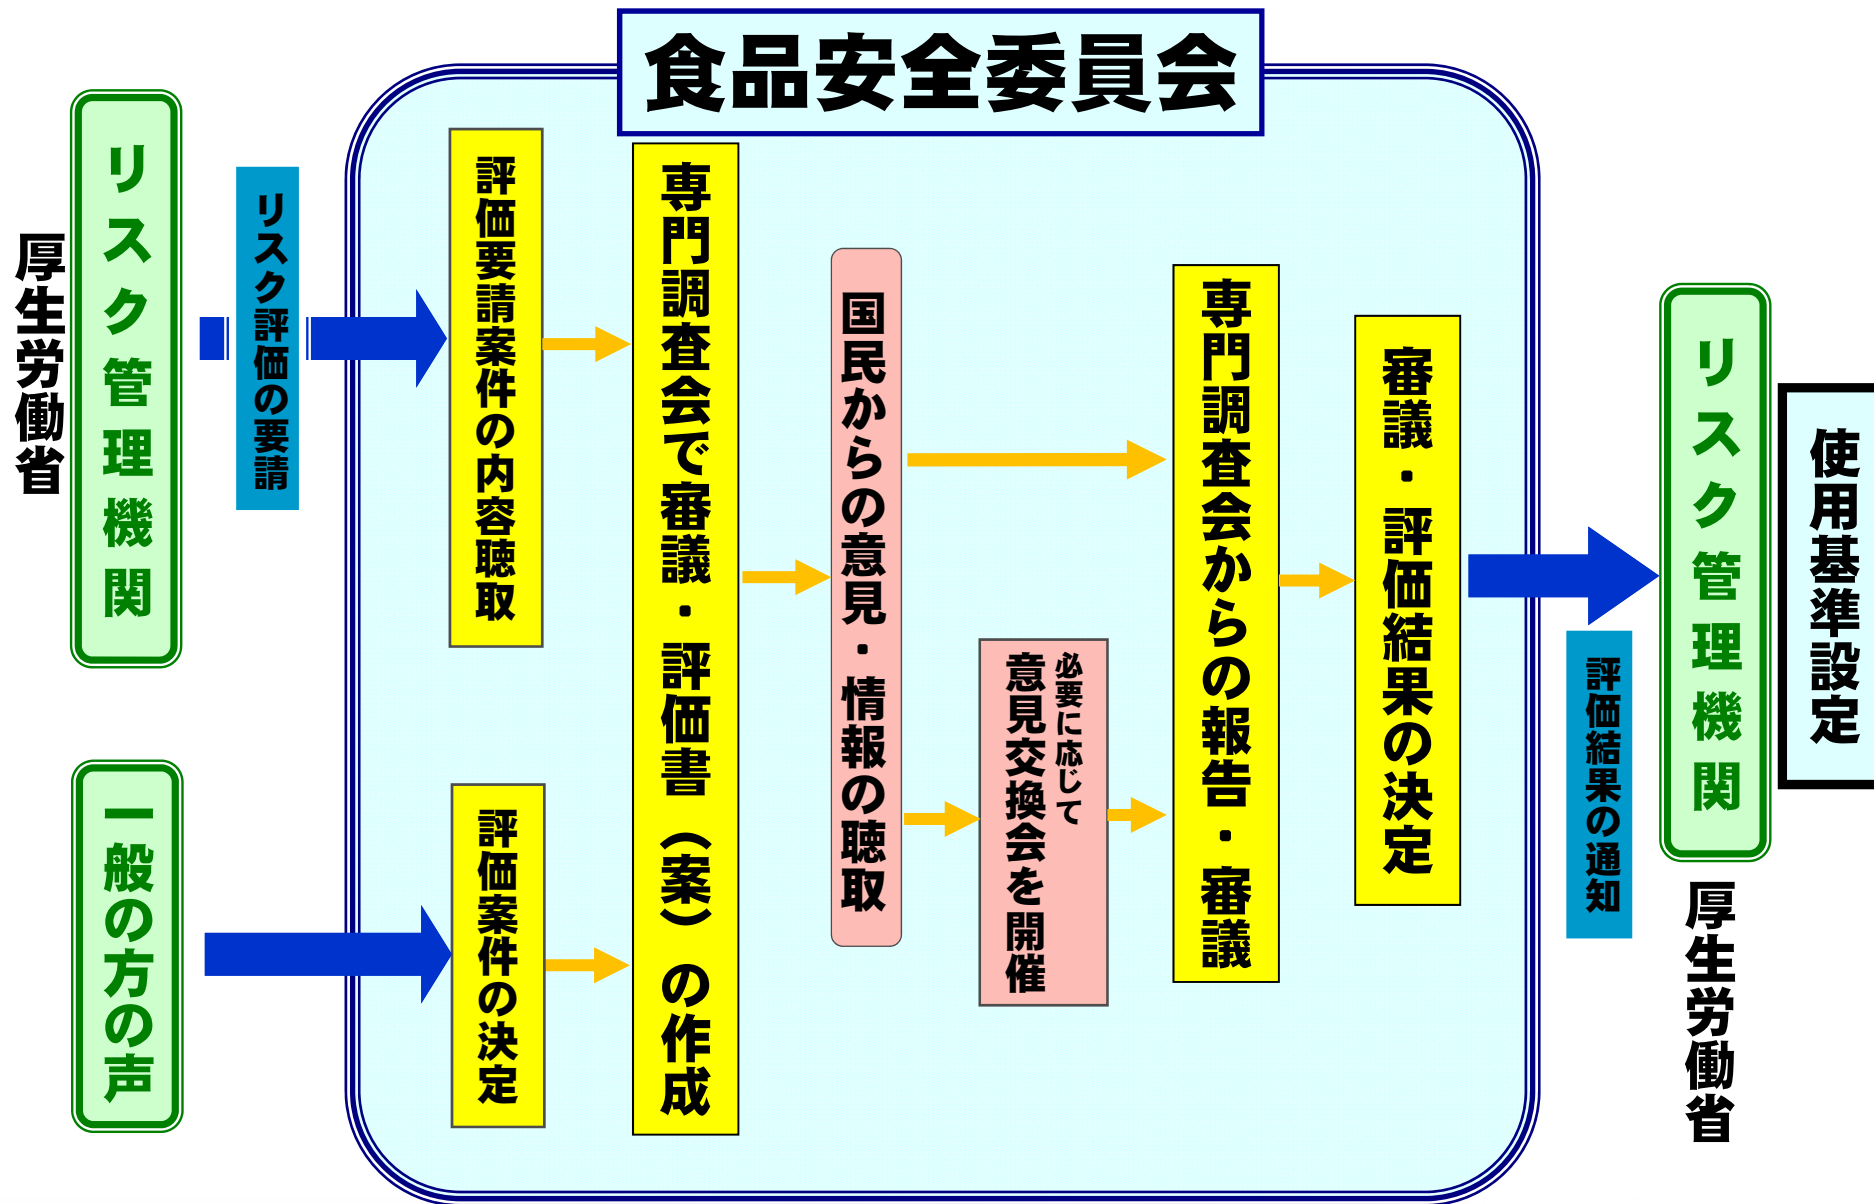 食品安全委員会
厚生労働省
リスク管理機関
リスク評価の要請
評価要請案件の内容聴取
一般の方の声
評価案件の決定
専門調査会で審議・評価書（案）の作成
国民からの意見・情報の聴取
必要に応じて
意見交換会を開催
専門調査会からの報告・審議
審議・評価結果の決定
評価結果の通知
リスク管理機関
厚生労働省
使用基準設定